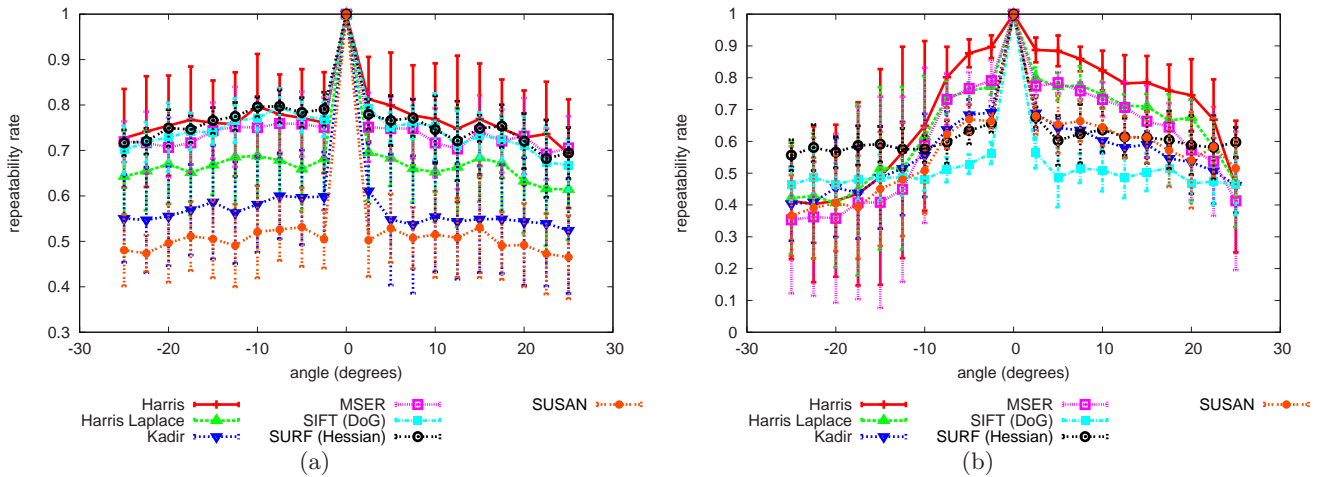 1
0.9
0.8
0.7
0.6
0.5
0.4
0.3
repeatability rate
-30 -20 -10 0 10 20 30
angle (degrees)
Harris
Harris Laplace
Kadir
MSER
SIFT (DoG)
SURF (Hessian)
SUSAN
(a)
1
0.9
0.8
0.7
0.6
0.5
0.4
0.3
0.2
0.1
0
repeatability rate
-30 -20 -10 0 10 20 30
angle (degrees)
Harris
Harris Laplace
Kadir
MSER
SIFT (DoG)
SURF (Hessian)
SUSAN
(b)